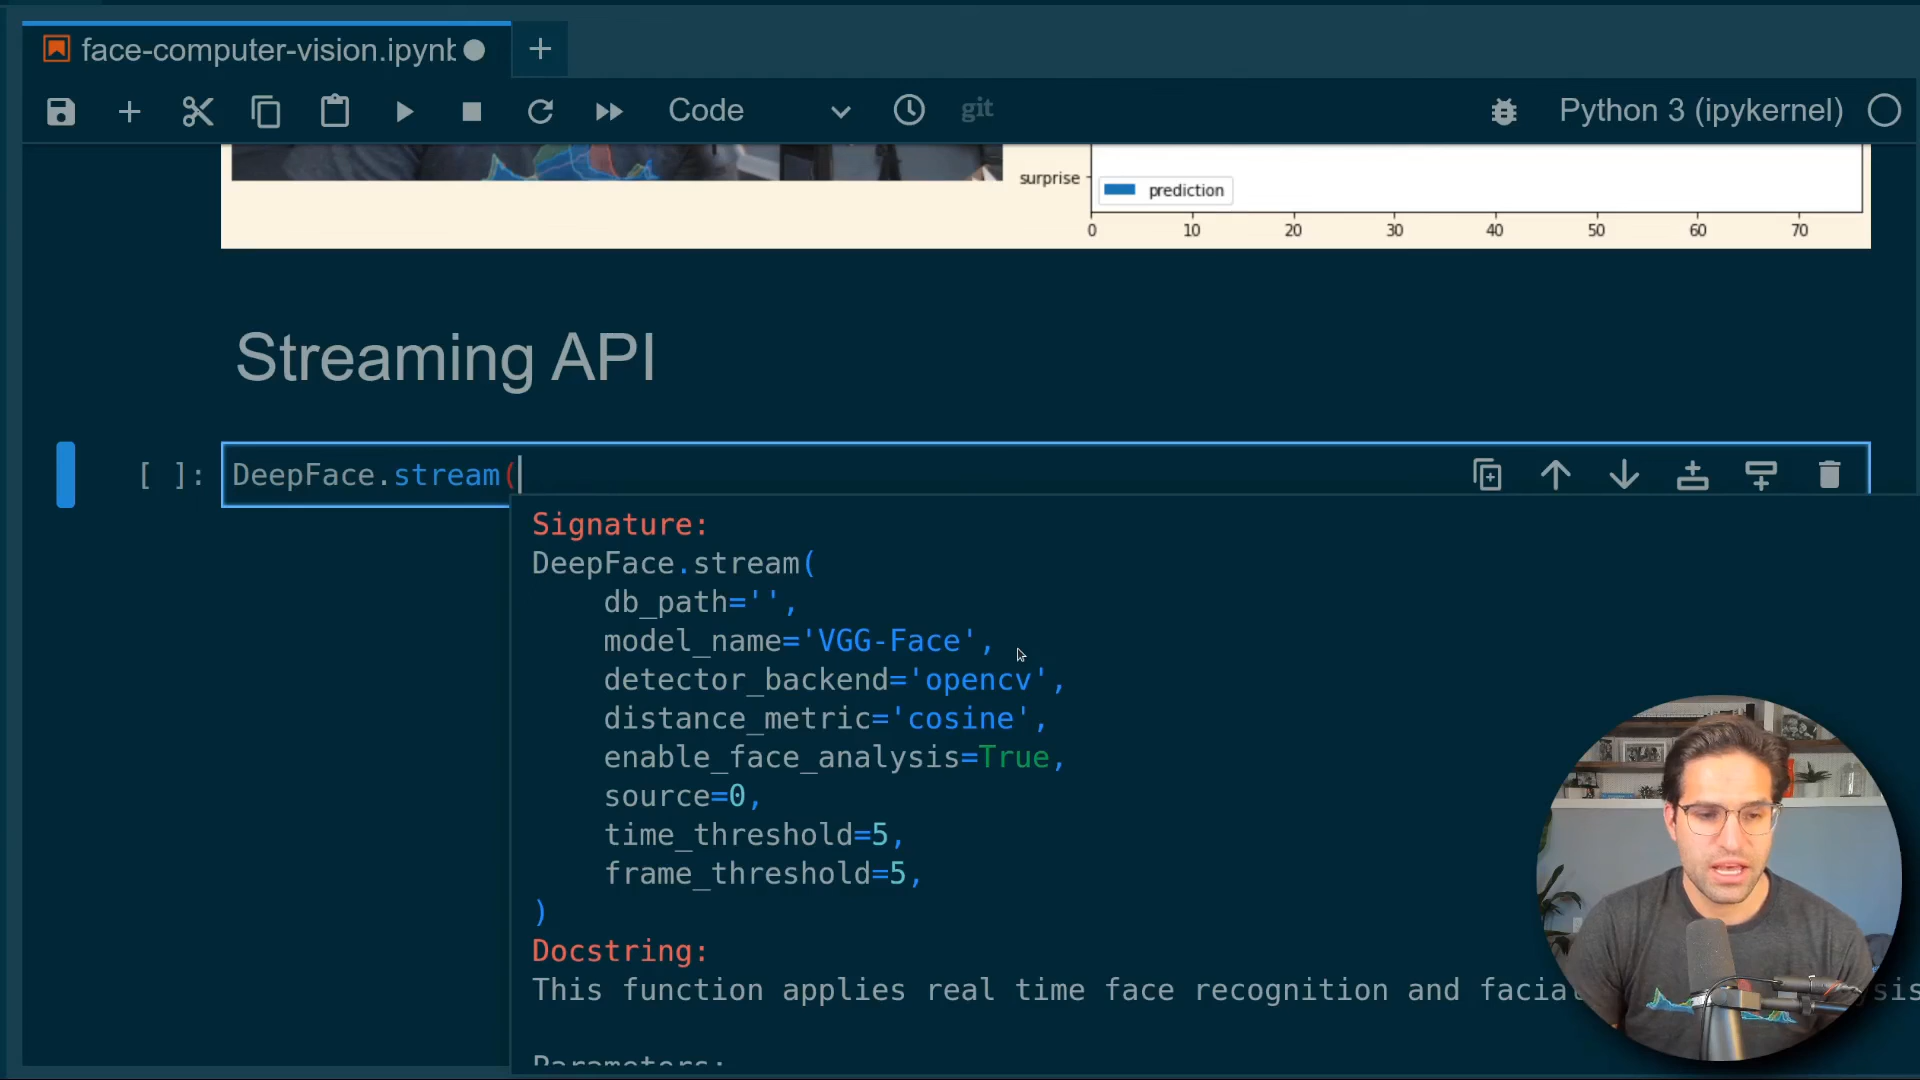 face-computer-vision.ipynb
Code
git
Python 3 (ipykernel)
surprise
prediction
0 10 20 30 40 50 60 70
Streaming API
[ ]: DeepFace.stream(
Signature:
DeepFace.stream(
db_path='',
model_name='VGG-Face',
detector_backend='opencv',
distance_metric='cosine',
enable_face_analysis=True,
source=0,
time_threshold=5,
frame_threshold=5,
)
Docstring:
This function applies real time face recognition and facial
Parameters: